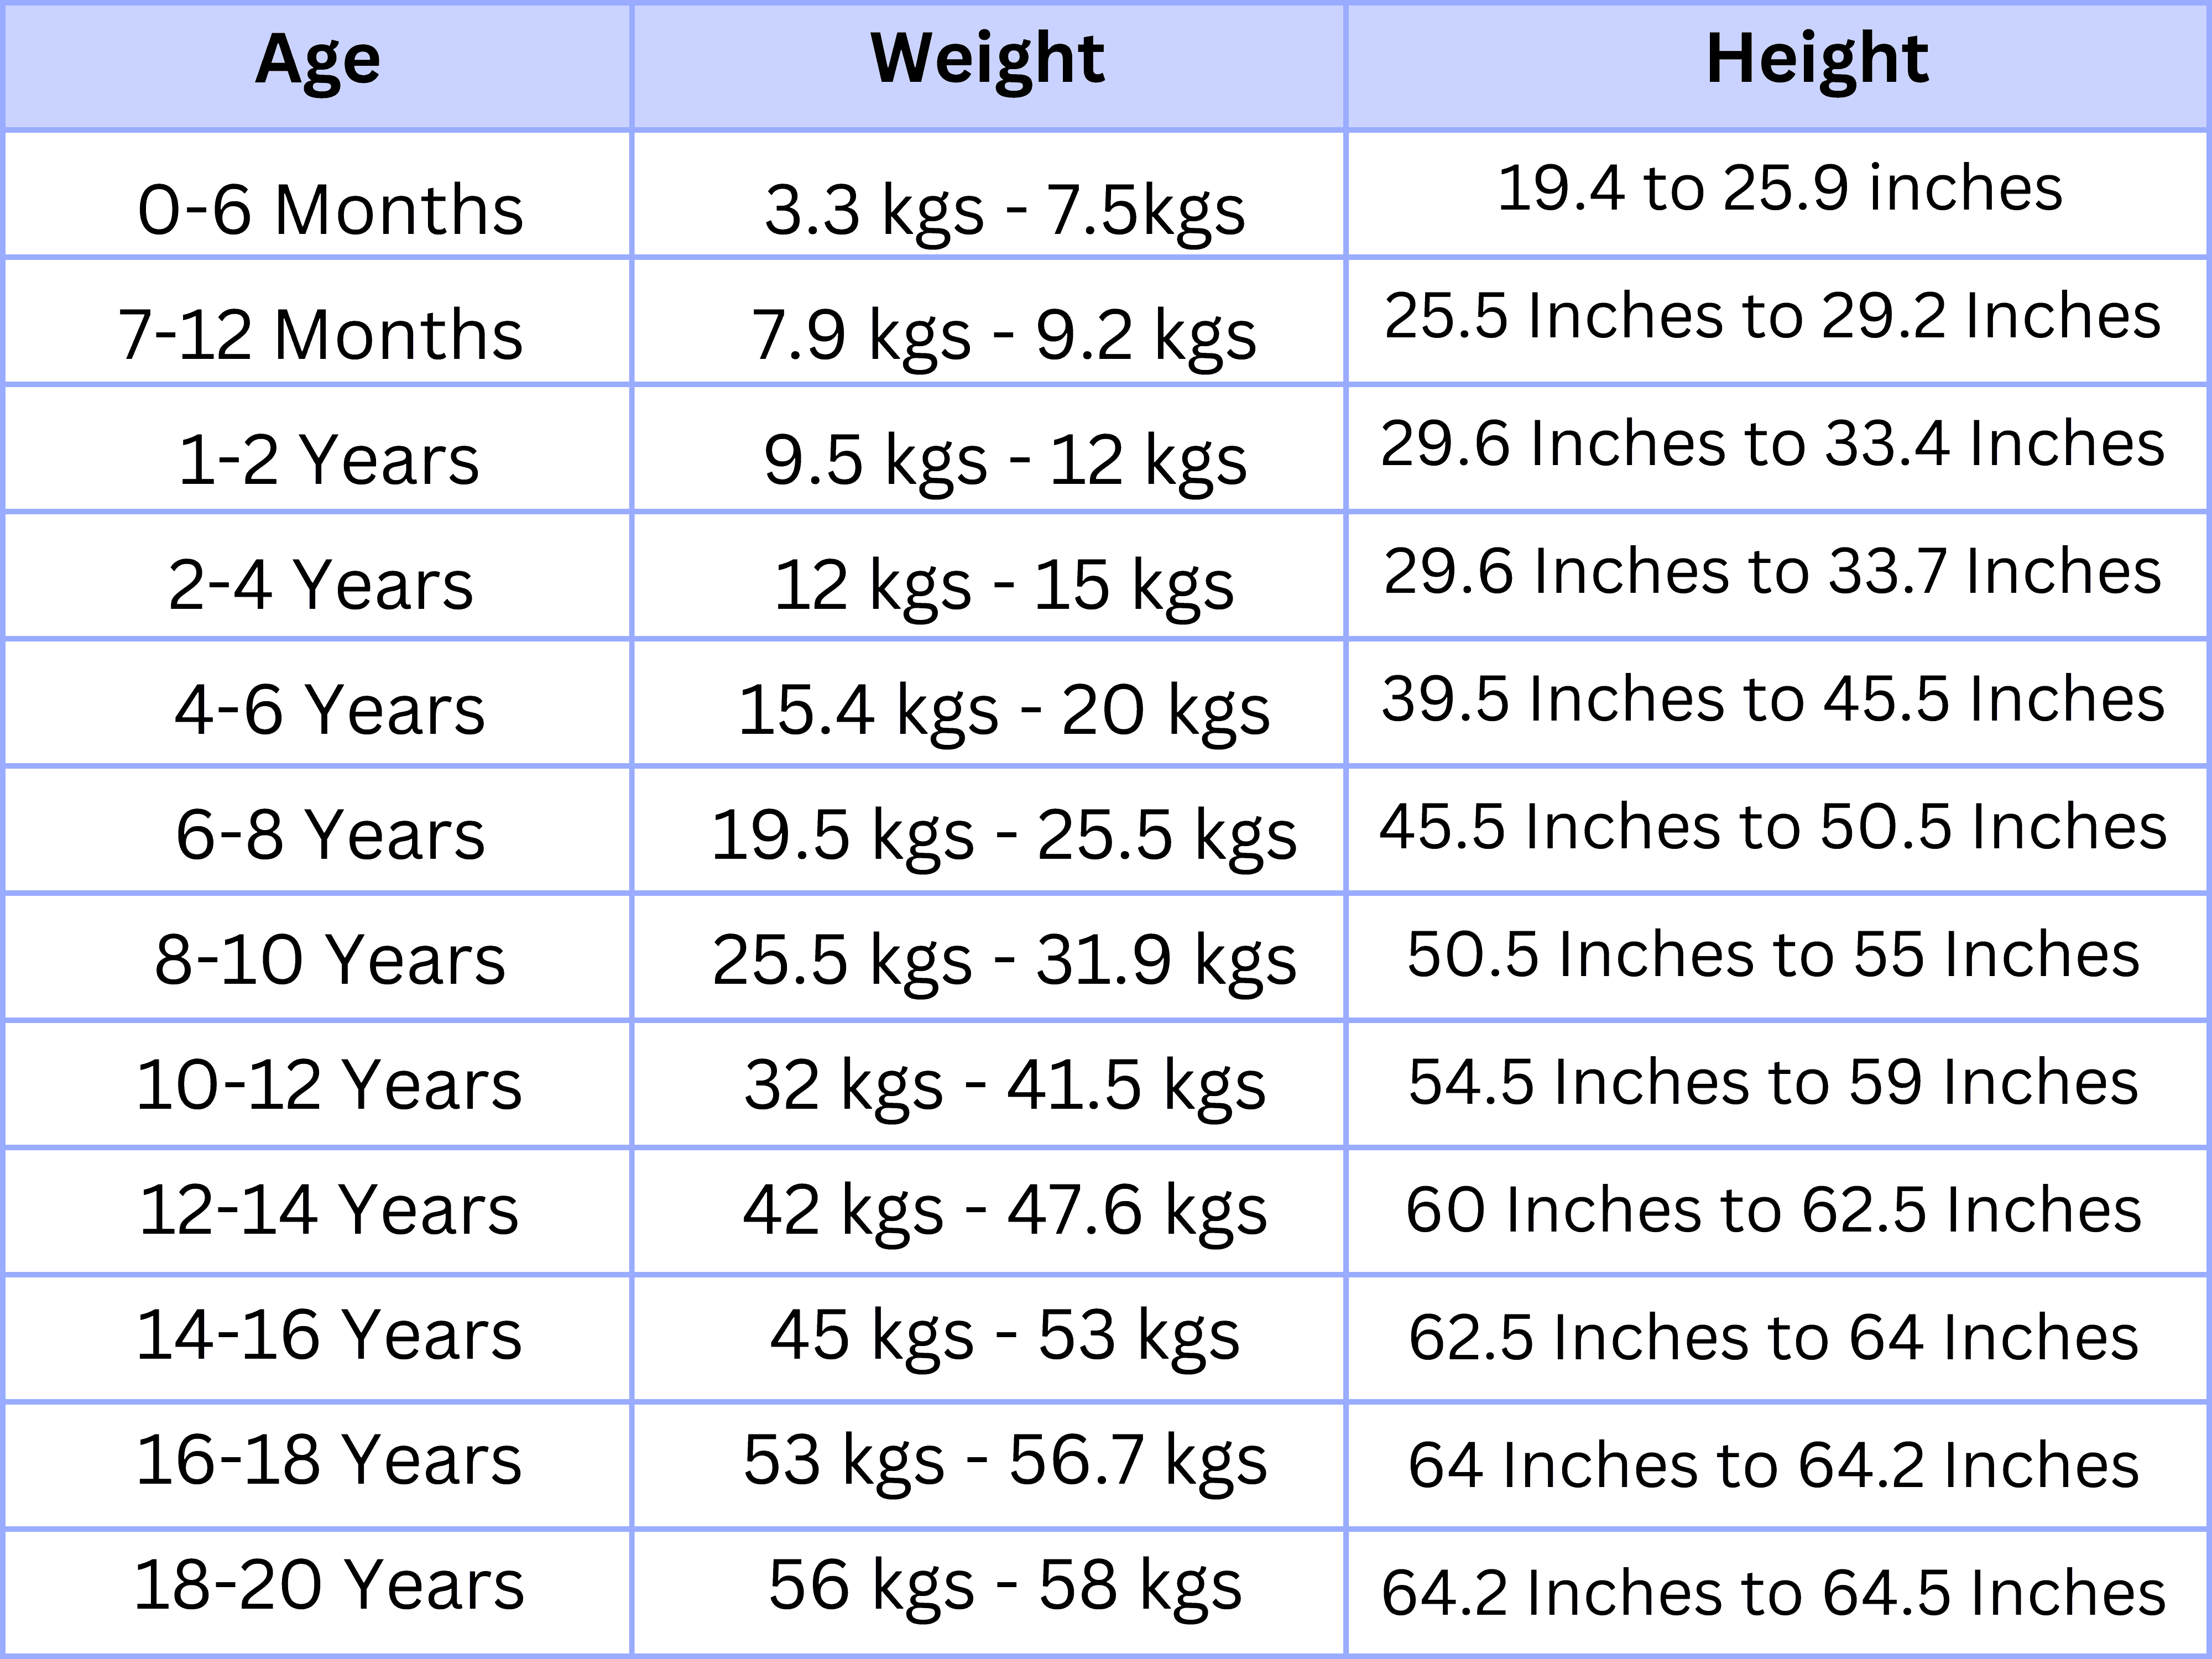 Age Weight Height
0-6 Months 3.3 kgs - 7.5kgs 19.4 to 25.9 inches
7-12 Months 7.9 kgs - 9.2 kgs 25.5 Inches to 29.2 Inches
1-2 Years 9.5 kgs - 12 kgs 29.6 Inches to 33.4 Inches
2-4 Years 12 kgs - 15 kgs 29.6 Inches to 33.7 Inches
4-6 Years 15.4 kgs - 20 kgs 39.5 Inches to 45.5 Inches
6-8 Years 19.5 kgs - 25.5 kgs 45.5 Inches to 50.5 Inches
8-10 Years 25.5 kgs - 31.9 kgs 50.5 Inches to 55 Inches
10-12 Years 32 kgs - 41.5 kgs 54.5 Inches to 59 Inches
12-14 Years 42 kgs - 47.6 kgs 60 Inches to 62.5 Inches
14-16 Years 45 kgs - 53 kgs 62.5 Inches to 64 Inches
16-18 Years 53 kgs - 56.7 kgs 64 Inches to 64.2 Inches
18-20 Years 56 kgs - 58 kgs 64.2 Inches to 64.5 Inches